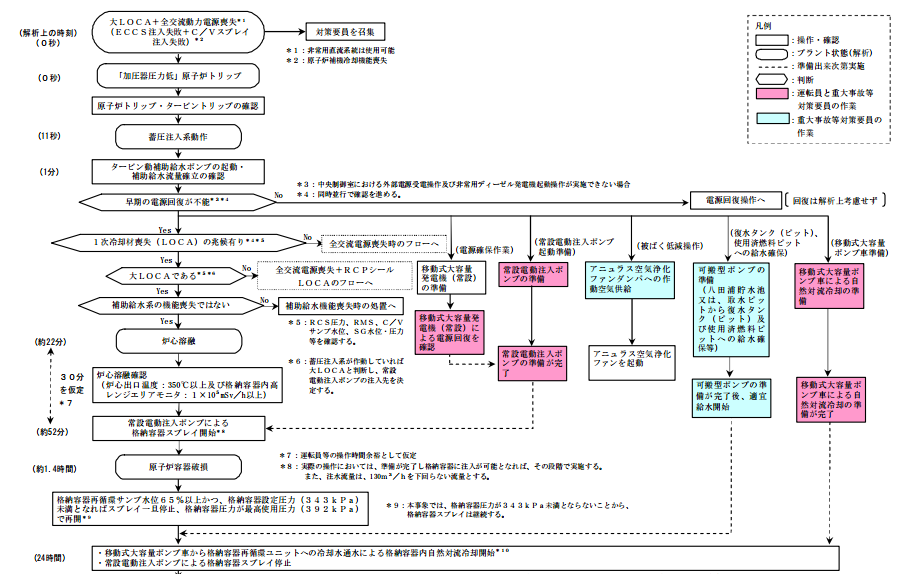 (解析上の時刻)
(0秒)
大LOCA+全交流動力電源喪失*1
(ECCS注入失敗+C/Vスプレイ
注入失敗)*2
対策要員を召集
*1:非常用直流系統は使用可能
*2:原子炉補機冷却機能喪失
凡例
:操作・確認
:プラント状態(解析)
:準備出来次第実施
:判断
:運転員と重大事故等
対策要員の作業
:重大事故等対策要員の
作業
(0秒)
「加圧器圧力低」原子炉トリップ
原子炉トリップ・タービントリップの確認
(11秒)
蓄圧注入系動作
(1分)
タービン動補助給水ポンプの起動・
補助給水流量確立の確認
*3:中央制御室における外部電源受電操作及び非常用ディーゼル発電機起動操作が実施できない場合
*4:同時並行で確認を進める。
早期の電源回復が不能*3*4
No
電源回復操作へ
回復は解析上考慮せず
Yes
1次冷却材喪失(LOCA)の兆候有り*4*5
No
全交流電源喪失時のフローへ
Yes
大LOCAである*5*6
No
全交流電源喪失+RCPシール
LOCAのフローへ
Yes
補助給水系の機能喪失ではない
No
補助給水機能喪失時の処置へ
Yes
*5:RCS圧力、RMS、C/V
サンプ水位、SG水位・圧力
等を確認する。
*6:蓄圧注入系が作動していれば
大LOCAと判断し、常設
電動注入ポンプの注入先を決
定する。
(電源確保作業)
移動式大容量
発電機(常設)
の準備
移動式大容量発
電機(常設)によ
る電源回復を
確認
(常設電動注入ポンプ
起動準備)
常設電動注入ポ
ンプの準備
常設電動注入ポ
ンプの準備が完
了
(被ばく低減操作)
アニュラス空気浄化
ファンダンパへの作
動空気供給
アニュラス空気浄化
ファンを起動
(復水タンク(ピット)、
使用済燃料ピット
への給水確保)
可搬型ポンプの
準備
(八田浦貯水池
又は、取水ピット
から復水タン
ク(ピット)及
び使用済燃料ピ
ットへの給水確
保等)
可搬型ポンプの準
備が完了後、適宜
給水開始
(移動式大容量
ポンプ車準備)
移動式大容量ポ
ンプ車による自
然対流冷却の準
備
移動式大容量ポ
ンプ車による自
然対流冷却の準
備が完了
(約22分)
炉心溶融
30分
を仮定
*7
炉心溶融確認
(炉心出口温度:350℃以上及び格納容器内高
レンジエリアモニタ:1×10⁵mSv/h以上)
(約52分)
常設電動注入ポンプによる
格納容器スプレイ開始*8
*7:運転員等の操作時間余裕として仮定
*8:実際の操作においては、準備が完了し格納容器に注入が可能となれば、その段階で実施する。
また、注水流量は、130m³/hを下回らない流量とする。
(約1.4時間)
原子炉容器破損
格納容器再循環サンプ水位65%以上かつ、格納容器設定圧力(343kPa)
未満となればスプレイ一旦停止、格納容器圧力が最高使用圧力(392kPa)
で再開*9
*9:本事象では、格納容器圧力が343kPa未満とならないことから、
格納容器スプレイは継続する。
(24時間)
・移動式大容量ポンプ車から格納容器再循環ユニットへの冷却水通水による格納容器内自然対流冷却開始*10
・常設電動注入ポンプによる格納容器スプレイ停止